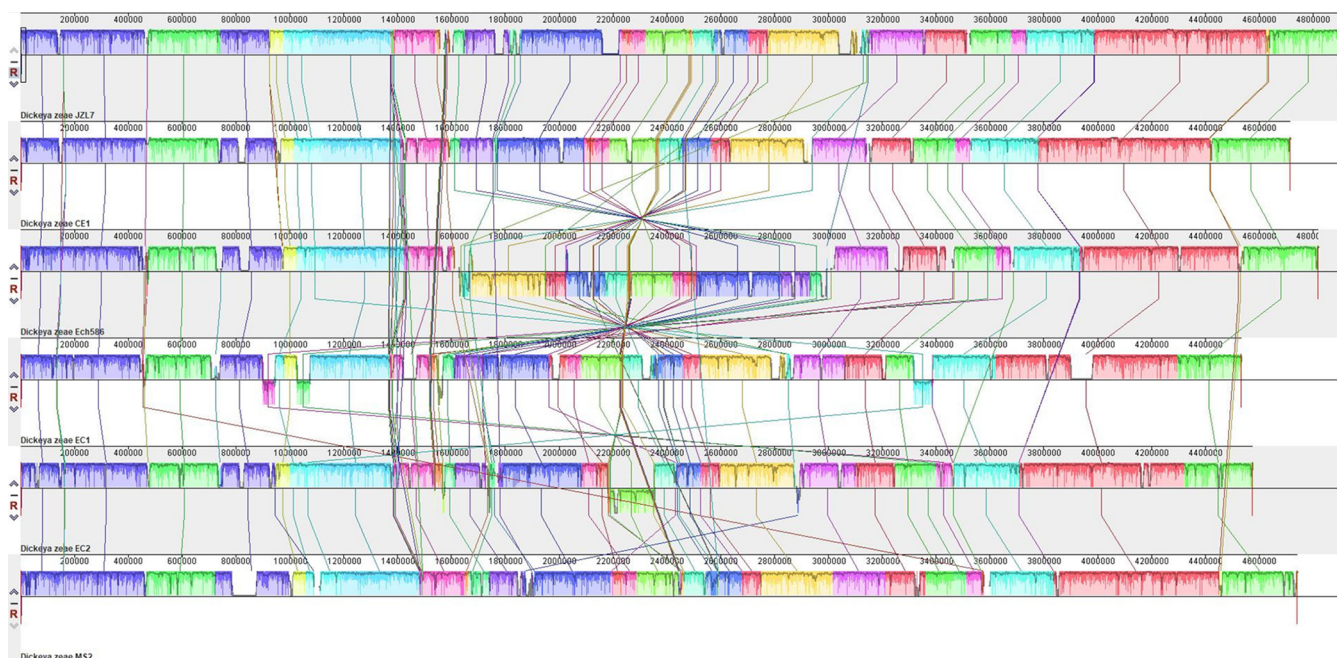 200000 400000 600000 800000 1000000 1200000 1400000 1600000 1800000 2000000 2200000 2400000 2600000 2800000 3000000 3200000 3400000 3600000 3800000 4000000 4200000 4400000 4600000 4800000
R
Dickeya zeae JZL7
200000 400000 600000 800000 1000000 1200000 1400000 1600000 1800000 2000000 2200000 2400000 2600000 2800000 3000000 3200000 3400000 3600000 3800000 4000000 4200000 4400000 4600000
R
Dickeya zeae CE1
200000 400000 600000 800000 1000000 1200000 1400000 1600000 1800000 2000000 2200000 2400000 2600000 2800000 3000000 3200000 3400000 3600000 3800000 4000000 4200000 4400000 4600000
R
Dickeya zeae Ech586
200000 400000 600000 800000 1000000 1200000 1400000 1600000 1800000 2000000 2200000 2400000 2600000 2800000 3000000 3200000 3400000 3600000 3800000 4000000 4200000 4400000
R
Dickeya zeae EC1
200000 400000 600000 800000 1000000 1200000 1400000 1600000 1800000 2000000 2200000 2400000 2600000 2800000 3000000 3200000 3400000 3600000 3800000 4000000 4200000 4400000
R
Dickeya zeae EC2
200000 400000 600000 800000 1000000 1200000 1400000 1600000 1800000 2000000 2200000 2400000 2600000 2800000 3000000 3200000 3400000 3600000 3800000 4000000 4200000 4400000 4600000
R
Dickeya zeae MS2